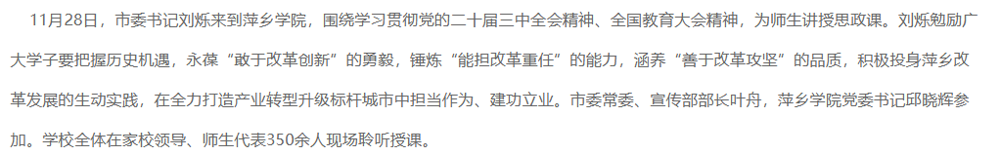 11月28日，市委书记刘烁来到萍乡学院，围绕学习贯彻党的二十届三中全会精神、全国教育大会精神，为师生讲授思政课。刘烁勉励广
大学子要把握历史机遇，永葆“敢于改革创新”的勇毅，锤炼“能担改革重任”的能力，涵养“善于改革攻坚”的品质，积极投身萍乡改
革发展的生动实践，在全力打造产业转型升级标杆城市中担当作为、建功立业。市委常委、宣传部部长叶舟，萍乡学院党委书记邱晓辉参
加。学校全体在家校领导、师生代表350余人现场聆听授课。